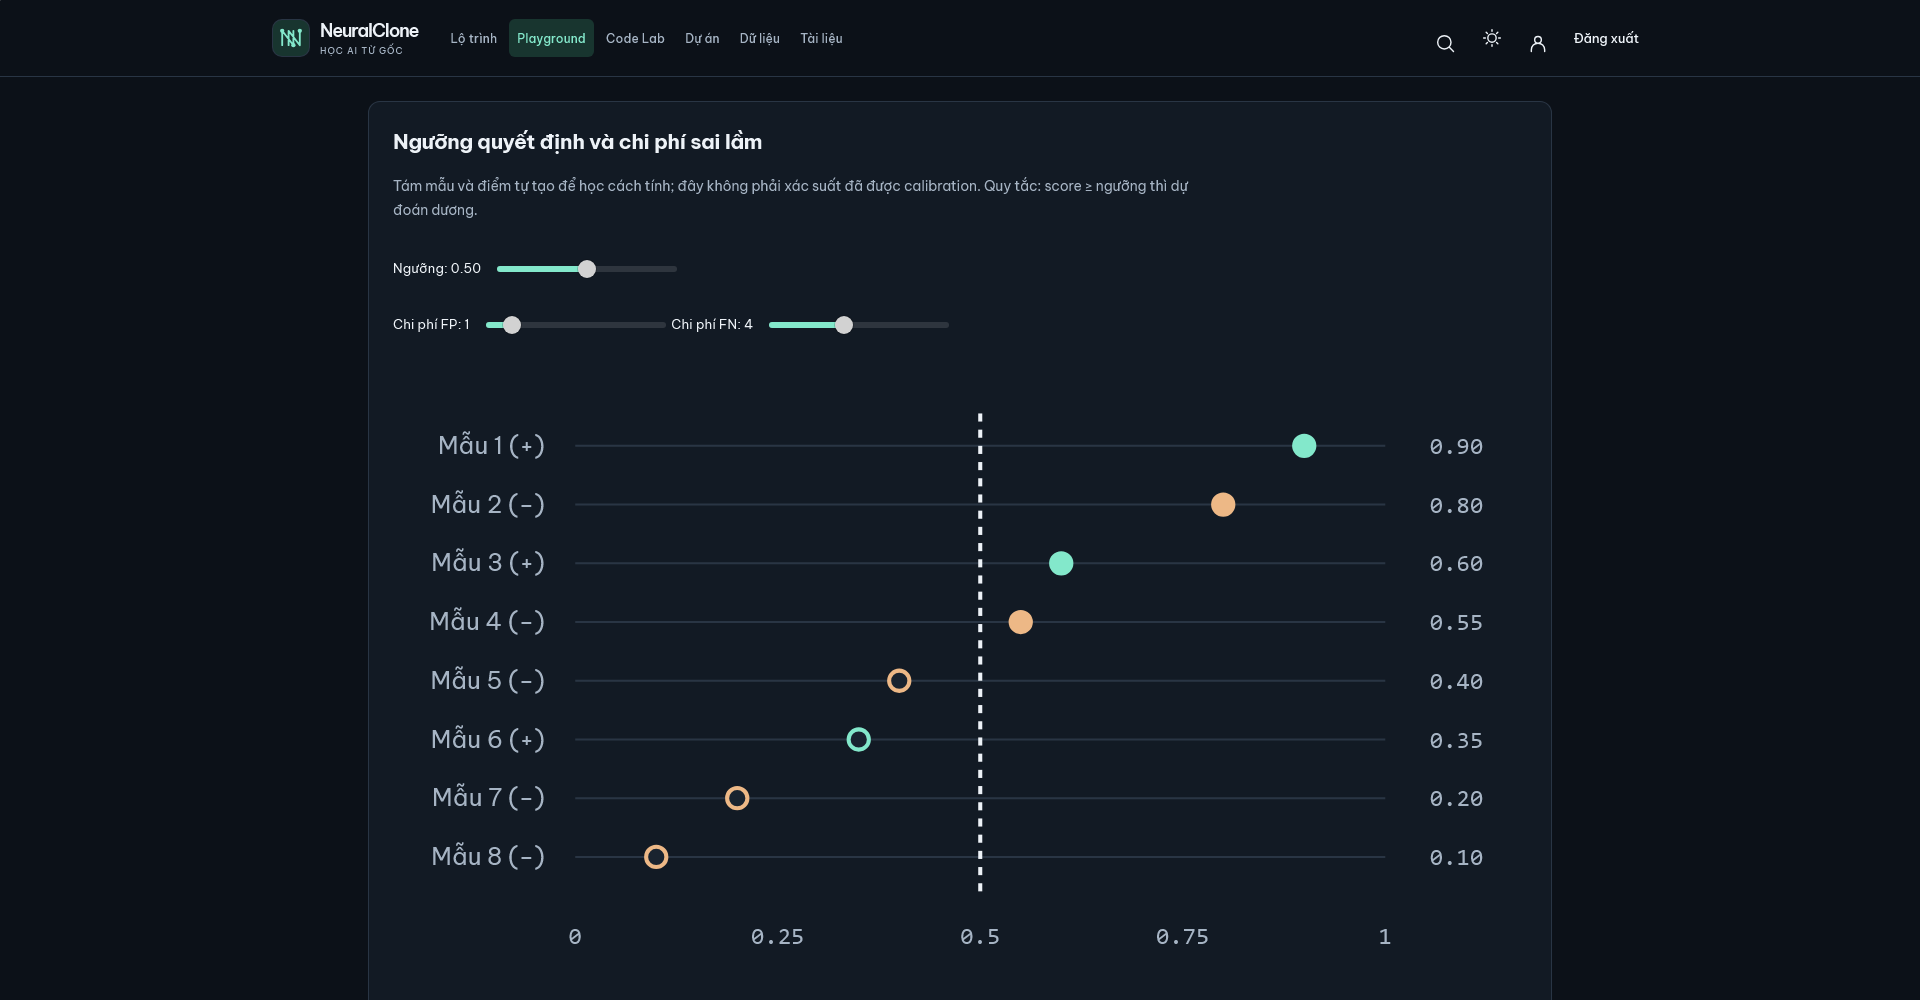 NeuralClone
HỌC AI TỪ GỐC
Lộ trình
Playground
Code Lab
Dự án
Dữ liệu
Tài liệu
Đăng xuất
Ngưỡng quyết định và chi phí sai lầm
Tám mẫu và điểm tự tạo để học cách tính; đây không phải xác suất đã được calibration. Quy tắc: score ≥ ngưỡng thì dự
đoán dương.
Ngưỡng: 0.50
Chi phí FP: 1
Chi phí FN: 4
Mẫu 1 (+) 0.90
Mẫu 2 (−) 0.80
Mẫu 3 (+) 0.60
Mẫu 4 (−) 0.55
Mẫu 5 (−) 0.40
Mẫu 6 (+) 0.35
Mẫu 7 (−) 0.20
Mẫu 8 (−) 0.10
0 0.25 0.5 0.75 1